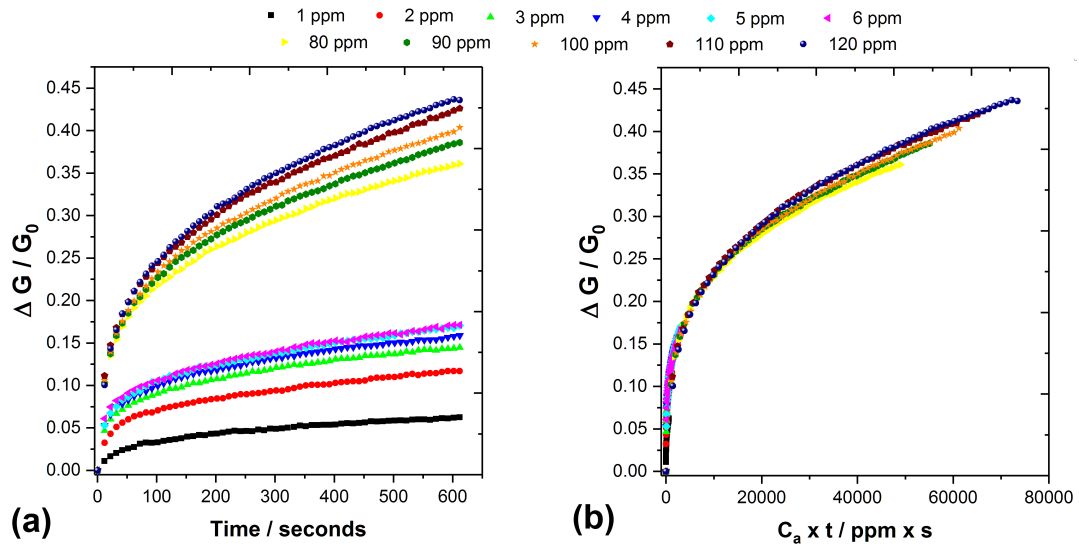 1 ppm 2 ppm 3 ppm 4 ppm 5 ppm 6 ppm
80 ppm 90 ppm 100 ppm 110 ppm 120 ppm
0.45
0.40
0.35
0.30
0.25
0.20
0.15
0.10
0.05
0.00
Δ G / G₀
0 100 200 300 400 500 600
Time / seconds
(a)
0.45
0.40
0.35
0.30
0.25
0.20
0.15
0.10
0.05
0.00
Δ G / G₀
0 20000 40000 60000 80000
Cₐ x t / ppm x s
(b)